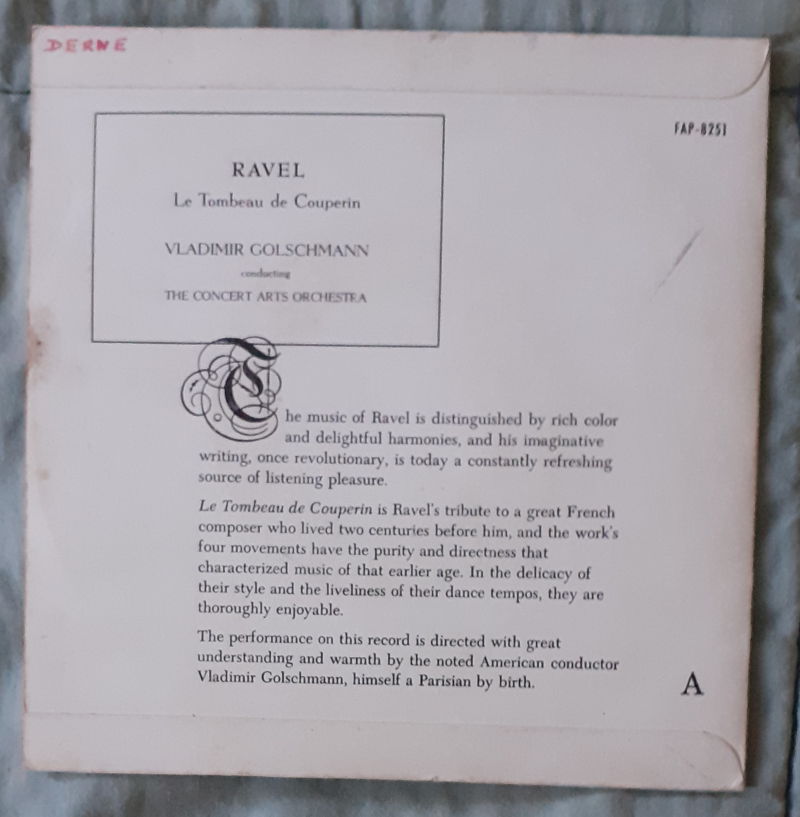 DERNE
FAP-8251
RAVEL
Le Tombeau de Couperin
VLADIMIR GOLSCHMANN
conducting
THE CONCERT ARTS ORCHESTRA
The music of Ravel is distinguished by rich color
and delightful harmonies, and his imaginative
writing, once revolutionary, is today a constantly refreshing
source of listening pleasure.
Le Tombeau de Couperin is Ravel's tribute to a great French
composer who lived two centuries before him, and the work's
four movements have the purity and directness that
characterized music of that earlier age. In the delicacy of
their style and the liveliness of their dance tempos, they are
thoroughly enjoyable.
The performance on this record is directed with great
understanding and warmth by the noted American conductor
Vladimir Golschmann, himself a Parisian by birth.
A